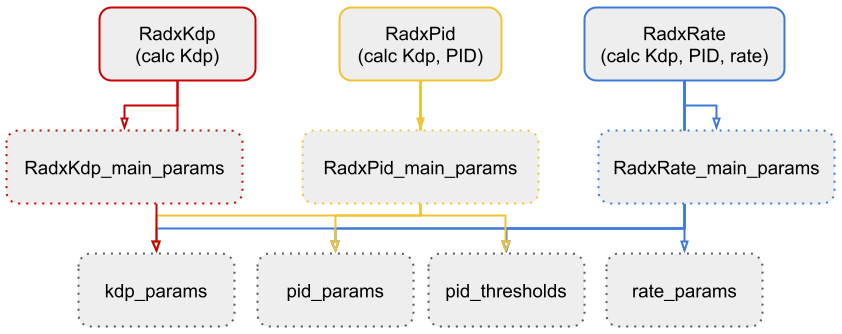 RadxKdp
(calc Kdp)
RadxPid
(calc Kdp, PID)
RadxRate
(calc Kdp, PID, rate)
RadxKdp_main_params
RadxPid_main_params
RadxRate_main_params
kdp_params
pid_params
pid_thresholds
rate_params